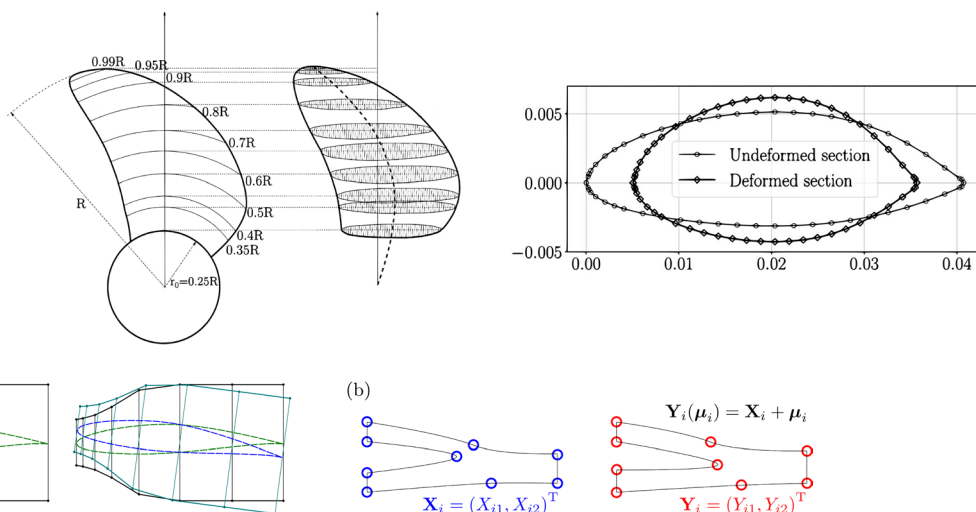 0.99R
0.95R
0.9R
0.8R
0.7R
0.6R
0.5R
0.4R
0.35R
R
r₀=0.25R
0.005
0.000
−0.005
Undeformed section
Deformed section
0.00 0.01 0.02 0.03 0.04
(b)
Yᵢ(μᵢ) = Xᵢ + μᵢ
Xᵢ = (Xᵢ₁, Xᵢ₂)ᵀ
Yᵢ = (Yᵢ₁, Yᵢ₂)ᵀ